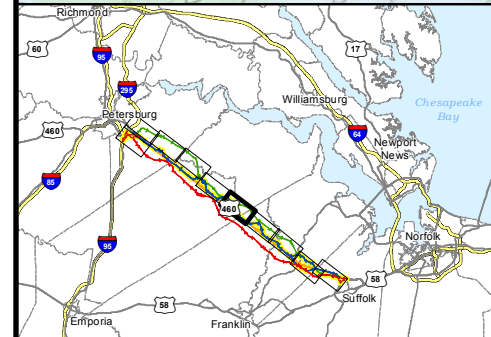 Richmond
60
95
17
295
Williamsburg
Chesapeake
Bay
Petersburg
460
64
Newport
News
85
460
95
Norfolk
58
58
Suffolk
Emporia
Franklin